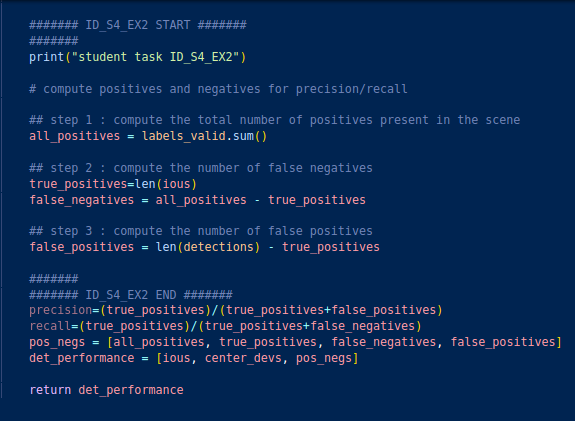 ####### ID_S4_EX2 START #######
#######
print("student task ID_S4_EX2")
# compute positives and negatives for precision/recall
## step 1 : compute the total number of positives present in the scene
all_positives = labels_valid.sum()
## step 2 : compute the number of false negatives
true_positives=len(ious)
false_negatives = all_positives - true_positives
## step 3 : compute the number of false positives
false_positives = len(detections) - true_positives
#######
####### ID_S4_EX2 END #######
precision=(true_positives)/(true_positives+false_positives)
recall=(true_positives)/(true_positives+false_negatives)
pos_negs = [all_positives, true_positives, false_negatives, false_positives]
det_performance = [ious, center_devs, pos_negs]
return det_performance